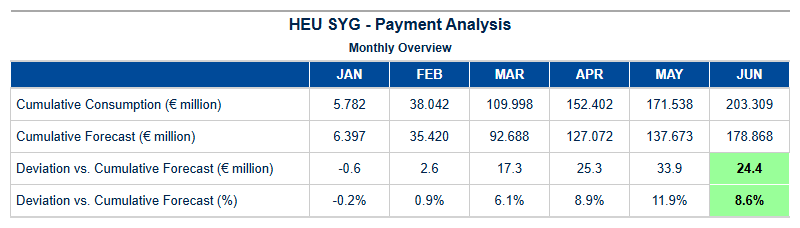 HEU SYG - Payment Analysis
Monthly Overview
JAN FEB MAR APR MAY JUN
Cumulative Consumption (€ million) 5.782 38.042 109.998 152.402 171.538 203.309
Cumulative Forecast (€ million) 6.397 35.420 92.688 127.072 137.673 178.868
Deviation vs. Cumulative Forecast (€ million) -0.6 2.6 17.3 25.3 33.9 24.4
Deviation vs. Cumulative Forecast (%) -0.2% 0.9% 6.1% 8.9% 11.9% 8.6%